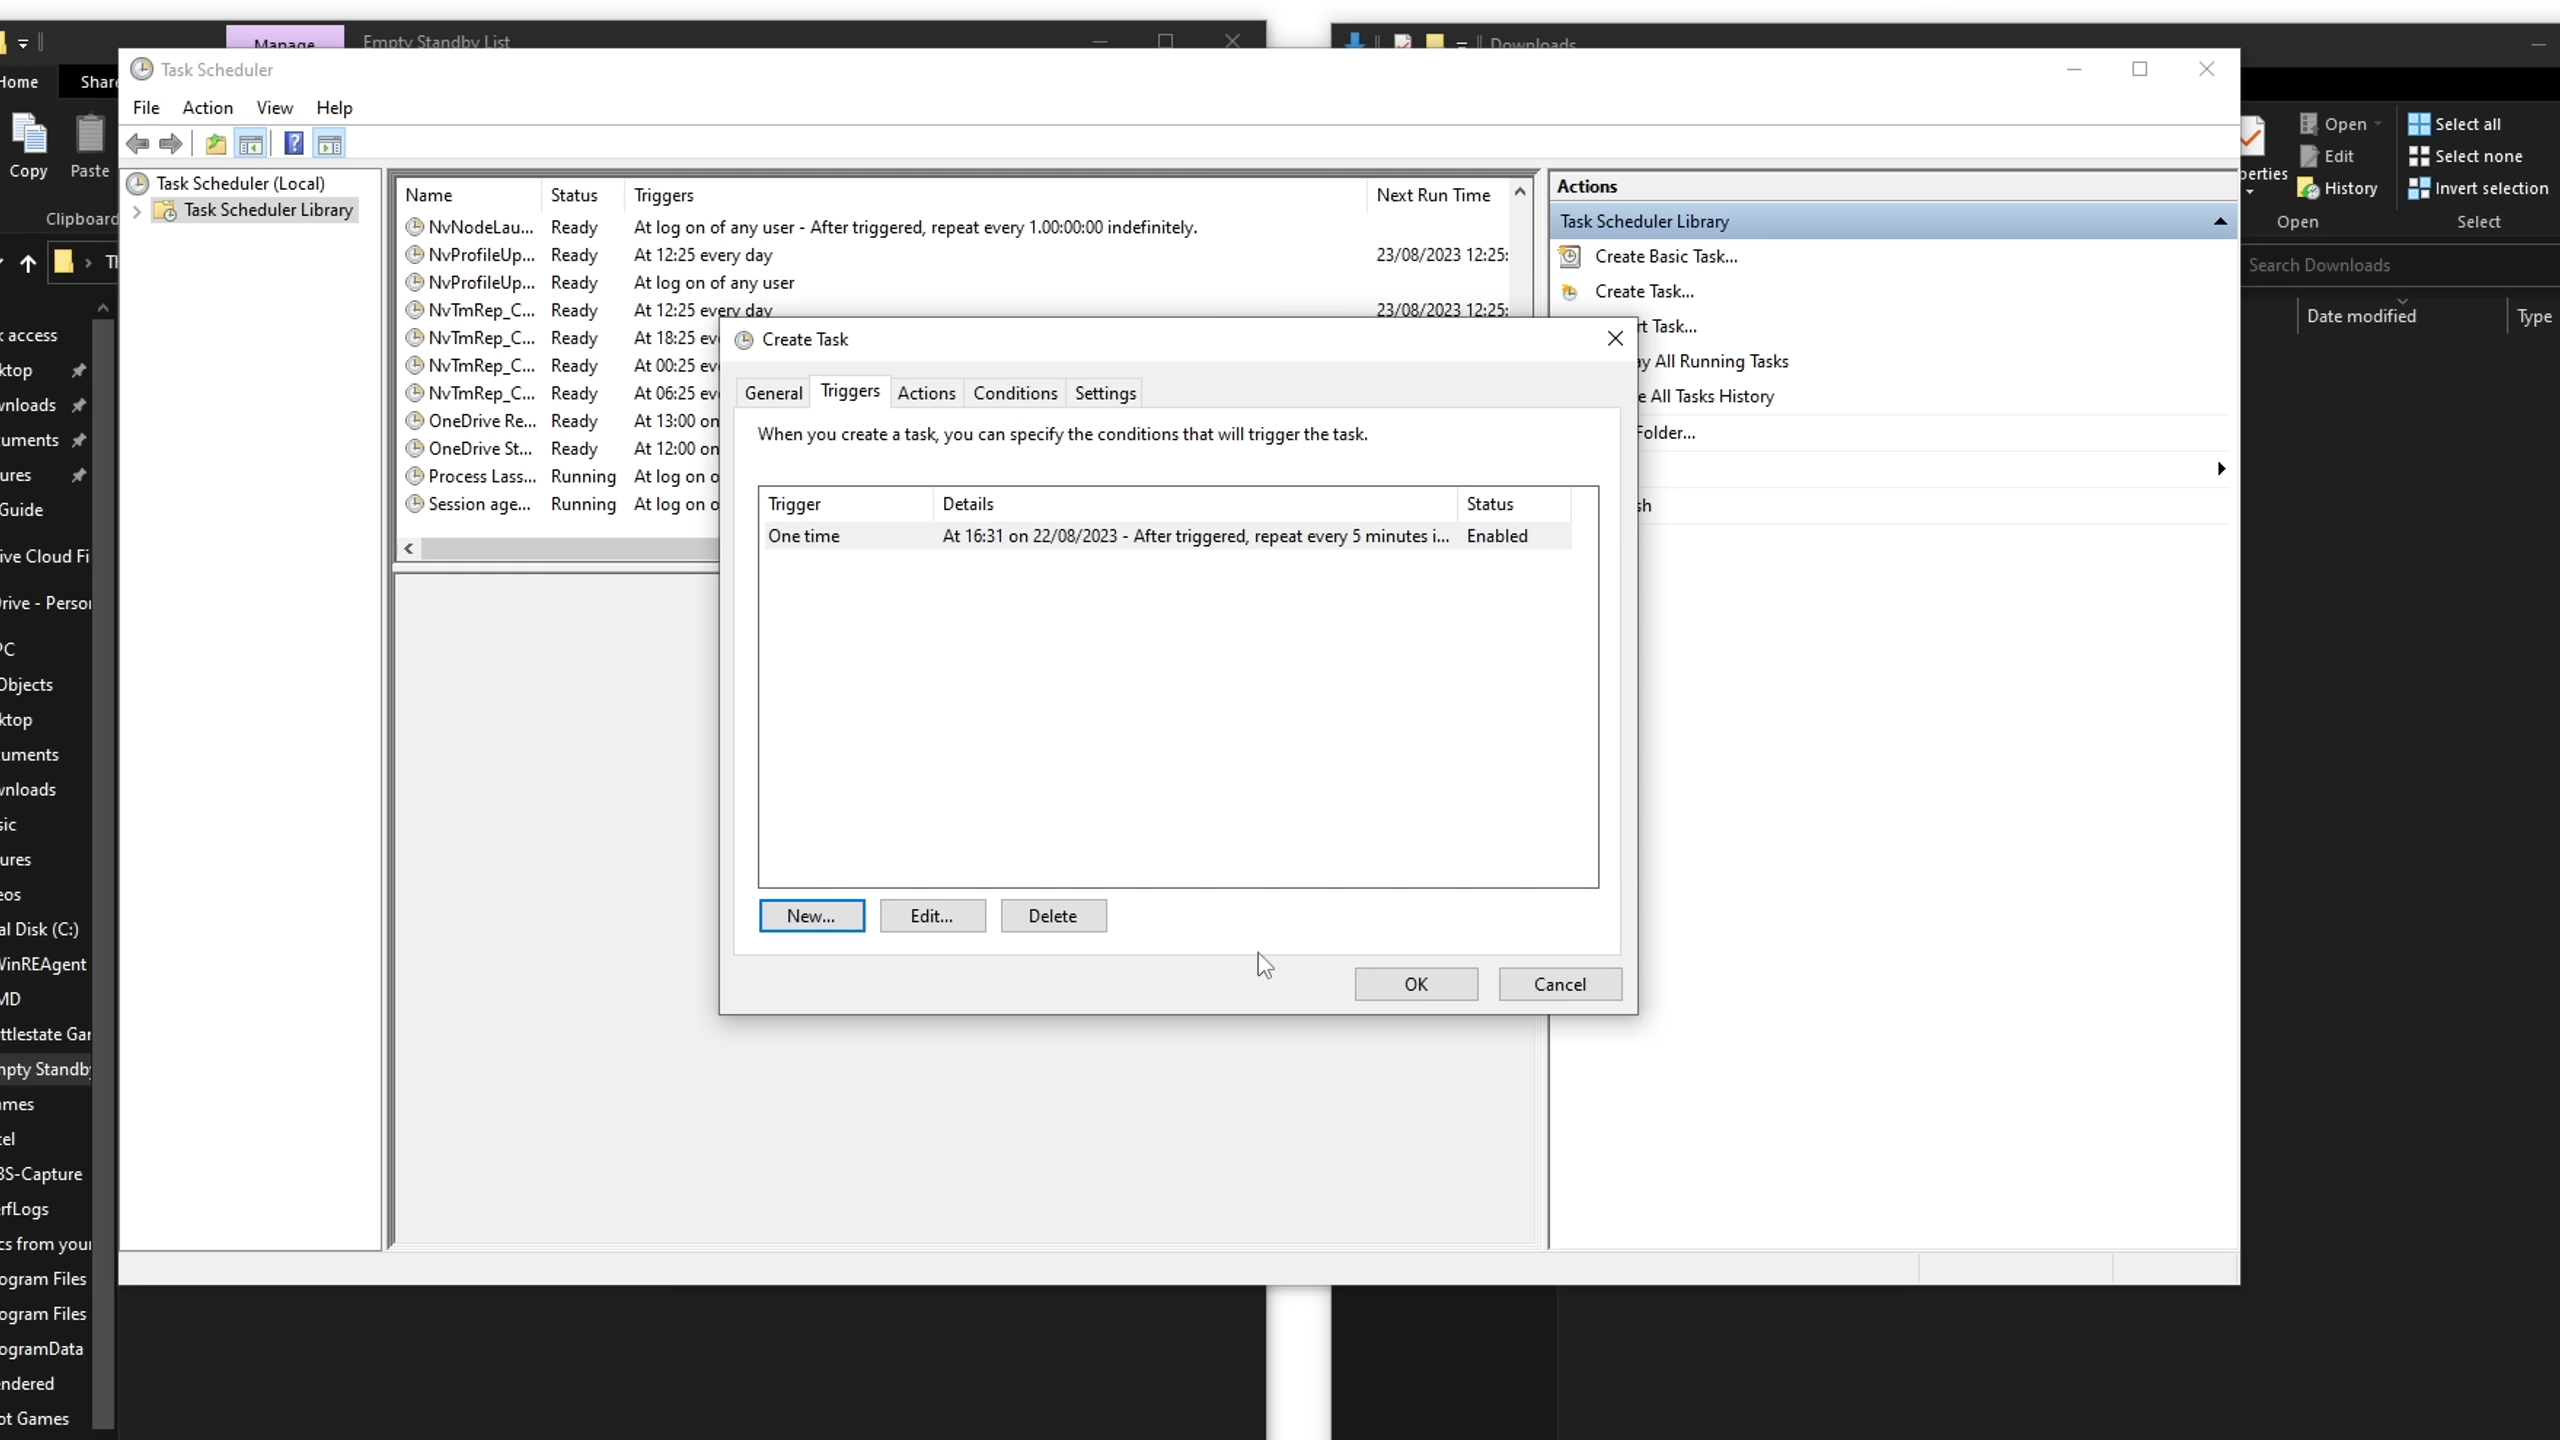 Manage
Empty Standby List
Downloads
Home
Share
Copy
Paste
Clipboard
access
Guide
Objects
Disk (C:)
Standby
Games
Task Scheduler
File Action View Help
Task Scheduler (Local)
Task Scheduler Library
Name Status Triggers Next Run Time
NvNodeLau... Ready At log on of any user - After triggered, repeat every 1.00:00:00 indefinitely.
NvProfileUp... Ready At 12:25 every day 23/08/2023 12:25:
NvProfileUp... Ready At log on of any user
NvTmRep_C... Ready At 12:25 every day 23/08/2023 12:25:
NvTmRep_C... Ready At 18:25 ev
NvTmRep_C... Ready At 00:25 ev
NvTmRep_C... Ready At 06:25 ev
OneDrive Re... Ready At 13:00 on
OneDrive St... Ready At 12:00 on
Process Lass... Running At log on o
Session age... Running At log on o
Create Task
General Triggers Actions Conditions Settings
When you create a task, you can specify the conditions that will trigger the task.
Trigger Details Status
One time At 16:31 on 22/08/2023 - After triggered, repeat every 5 minutes i... Enabled
New... Edit... Delete
OK Cancel
Actions
Task Scheduler Library
Create Basic Task...
Create Task...
rt Task...
ay All Running Tasks
e All Tasks History
Folder...
sh
perties
Open
Edit
History
Open
Select all
Select none
Invert selection
Select
Search Downloads
Date modified Type